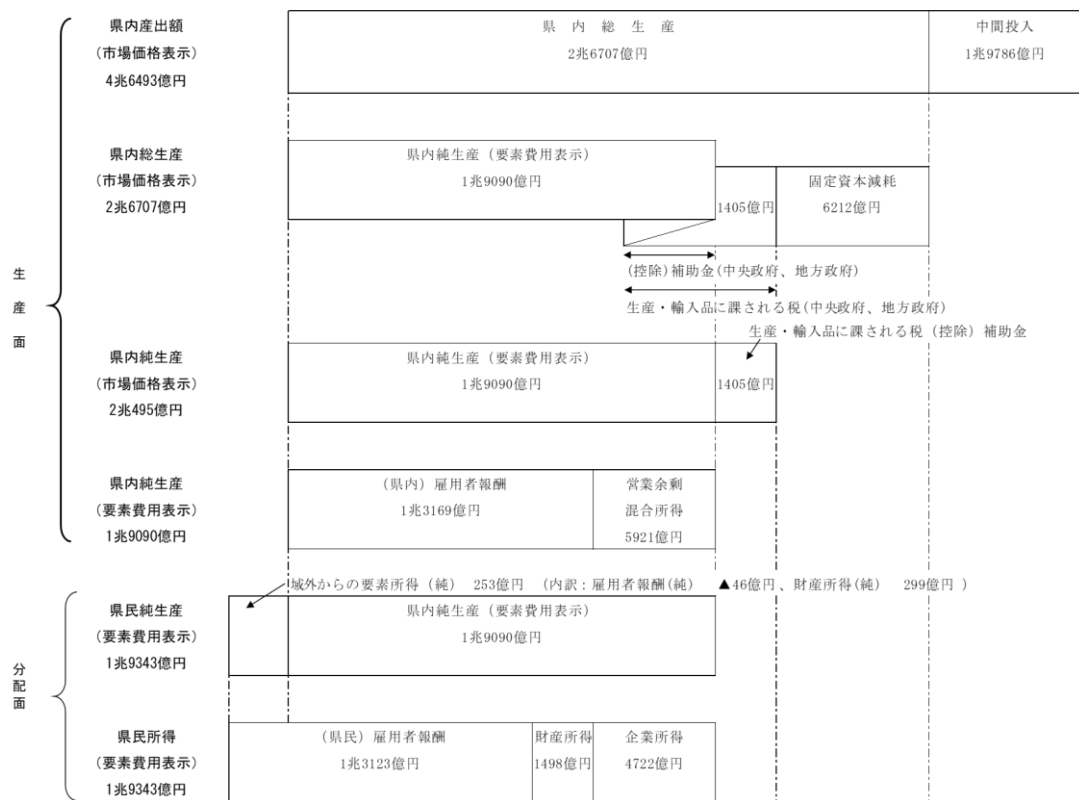 県内産出額
(市場価格表示)
4兆6493億円
県内総生産
2兆6707億円
中間投入
1兆9786億円
県内総生産
(市場価格表示)
2兆6707億円
県内純生産（要素費用表示）
1兆9090億円
1405億円
固定資本減耗
6212億円
(控除)補助金(中央政府、地方政府)
生産・輸入品に課される税(中央政府、地方政府)
生産・輸入品に課される税（控除）補助金
生産面
県内純生産
(市場価格表示)
2兆495億円
県内純生産（要素費用表示）
1兆9090億円
1405億円
県内純生産
(要素費用表示)
1兆9090億円
（県内）雇用者報酬
1兆3169億円
営業余剰
混合所得
5921億円
域外からの要素所得（純）　253億円　（内訳：雇用者報酬(純)　▲46億円、財産所得(純)　299億円 ）
県民純生産
(要素費用表示)
1兆9343億円
県内純生産（要素費用表示）
1兆9090億円
分配面
県民所得
(要素費用表示)
1兆9343億円
（県民）雇用者報酬
1兆3123億円
財産所得
1498億円
企業所得
4722億円